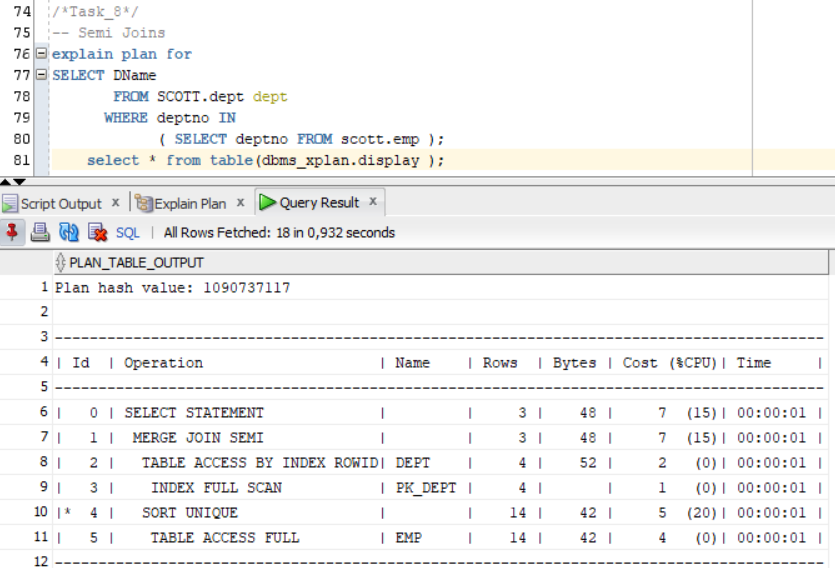 74 /*Task_8*/
75 -- Semi Joins
76 explain plan for
77 SELECT DName
78        FROM SCOTT.dept dept
79       WHERE deptno IN
80             ( SELECT deptno FROM scott.emp );
81     select * from table(dbms_xplan.display );
Script Output x Explain Plan x Query Result x
SQL | All Rows Fetched: 18 in 0,932 seconds
PLAN_TABLE_OUTPUT
1 Plan hash value: 1090737117
2
3 ----------------------------------------------------------------------------------------
4 | Id  | Operation                    | Name    | Rows  | Bytes | Cost (%CPU)| Time     |
5 ----------------------------------------------------------------------------------------
6 |   0 | SELECT STATEMENT             |         |     3 |    48 |     7  (15)| 00:00:01 |
7 |   1 |  MERGE JOIN SEMI             |         |     3 |    48 |     7  (15)| 00:00:01 |
8 |   2 |   TABLE ACCESS BY INDEX ROWID| DEPT    |     4 |    52 |     2   (0)| 00:00:01 |
9 |   3 |    INDEX FULL SCAN           | PK_DEPT |     4 |       |     1   (0)| 00:00:01 |
10 |*  4 |   SORT UNIQUE                |         |    14 |    42 |     5  (20)| 00:00:01 |
11 |   5 |    TABLE ACCESS FULL         | EMP     |    14 |    42 |     4   (0)| 00:00:01 |
12 ----------------------------------------------------------------------------------------